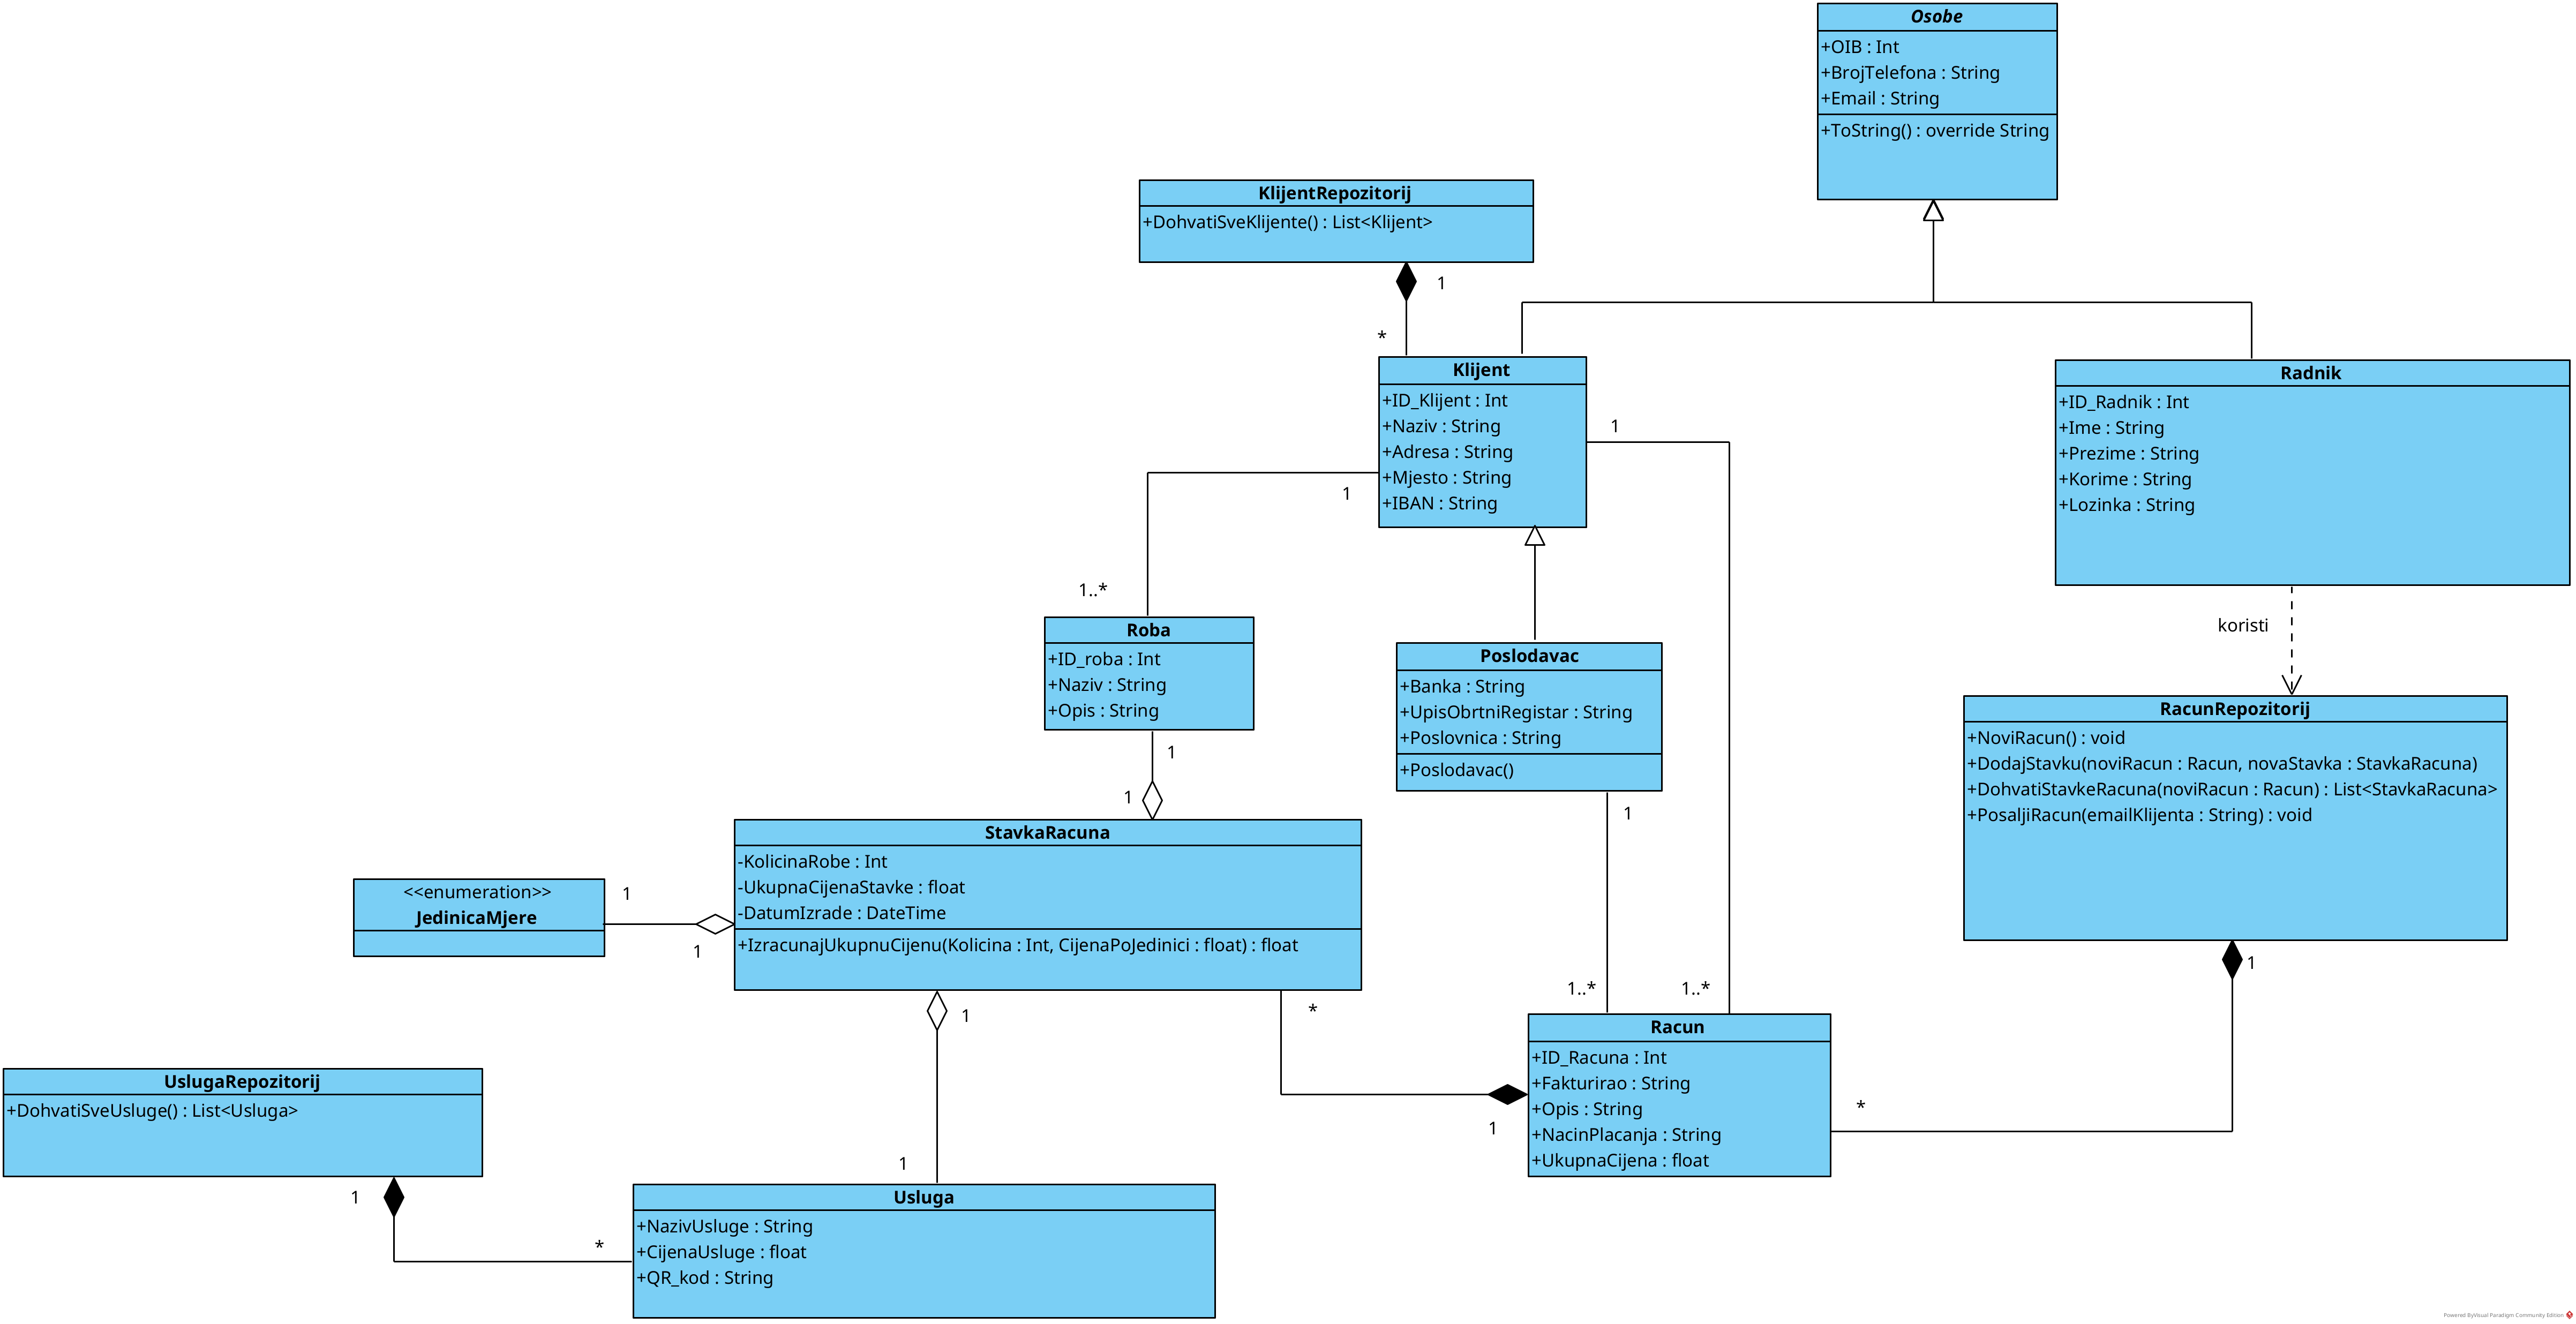 Osobe
+OIB : Int
+BrojTelefona : String
+Email : String
+ToString() : override String
KlijentRepozitorij
+DohvatiSveKlijente() : List<Klijent>
1
*
Klijent
+ID_Klijent : Int
+Naziv : String
+Adresa : String
+Mjesto : String
+IBAN : String
1
1
Radnik
+ID_Radnik : Int
+Ime : String
+Prezime : String
+Korime : String
+Lozinka : String
koristi
1..*
Roba
+ID_roba : Int
+Naziv : String
+Opis : String
1
1
Poslodavac
+Banka : String
+UpisObrtniRegistar : String
+Poslovnica : String
+Poslodavac()
1
1..*
1..*
RacunRepozitorij
+NoviRacun() : void
+DodajStavku(noviRacun : Racun, novaStavka : StavkaRacuna)
+DohvatiStavkeRacuna(noviRacun : Racun) : List<StavkaRacuna>
+PosaljiRacun(emailKlijenta : String) : void
1
*
StavkaRacuna
-KolicinaRobe : Int
-UkupnaCijenaStavke : float
-DatumIzrade : DateTime
+IzracunajUkupnuCijenu(Kolicina : Int, CijenaPoJedinici : float) : float
<<enumeration>>
JedinicaMjere
1
1
1
*
1
Racun
+ID_Racuna : Int
+Fakturirao : String
+Opis : String
+NacinPlacanja : String
+UkupnaCijena : float
UslugaRepozitorij
+DohvatiSveUsluge() : List<Usluga>
1
*
1
Usluga
+NazivUsluge : String
+CijenaUsluge : float
+QR_kod : String
Powered By Visual Paradigm Community Edition